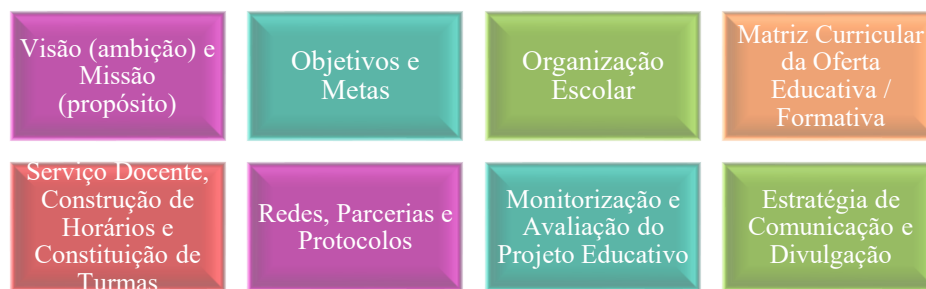 Visão (ambição) e
Missão
(propósito)
Objetivos e
Metas
Organização
Escolar
Matriz Curricular
da Oferta
Educativa /
Formativa
Serviço Docente,
Construção de
Horários e
Constituição de
Turmas
Redes, Parcerias e
Protocolos
Monitorização e
Avaliação do
Projeto Educativo
Estratégia de
Comunicação e
Divulgação